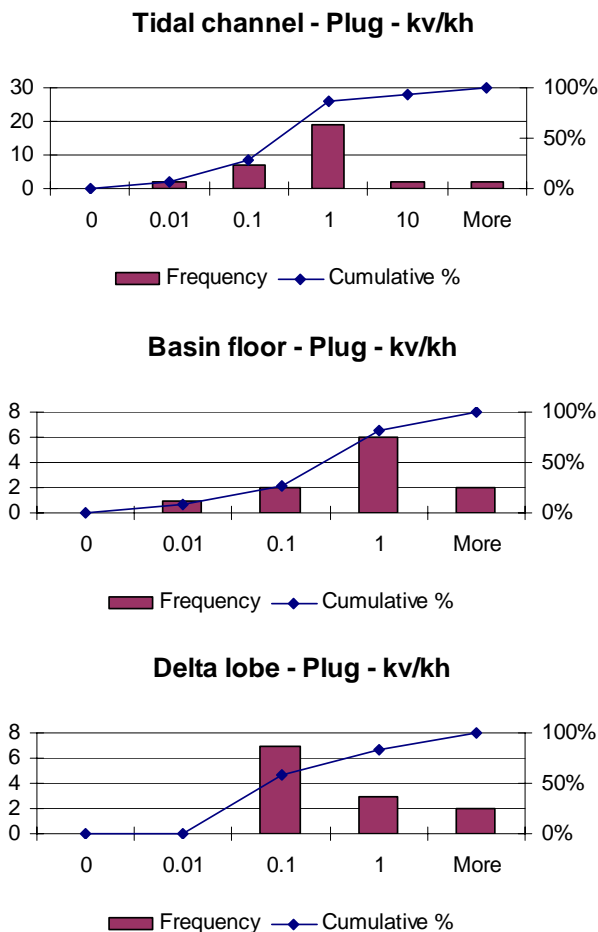 Tidal channel - Plug - kv/kh
30 100%
20
50%
10
0 0%
0 0.01 0.1 1 10 More
Frequency Cumulative %
Basin floor - Plug - kv/kh
8 100%
6
4 50%
2
0 0%
0 0.01 0.1 1 More
Frequency Cumulative %
Delta lobe - Plug - kv/kh
8 100%
6
4 50%
2
0 0%
0 0.01 0.1 1 More
Frequency Cumulative %